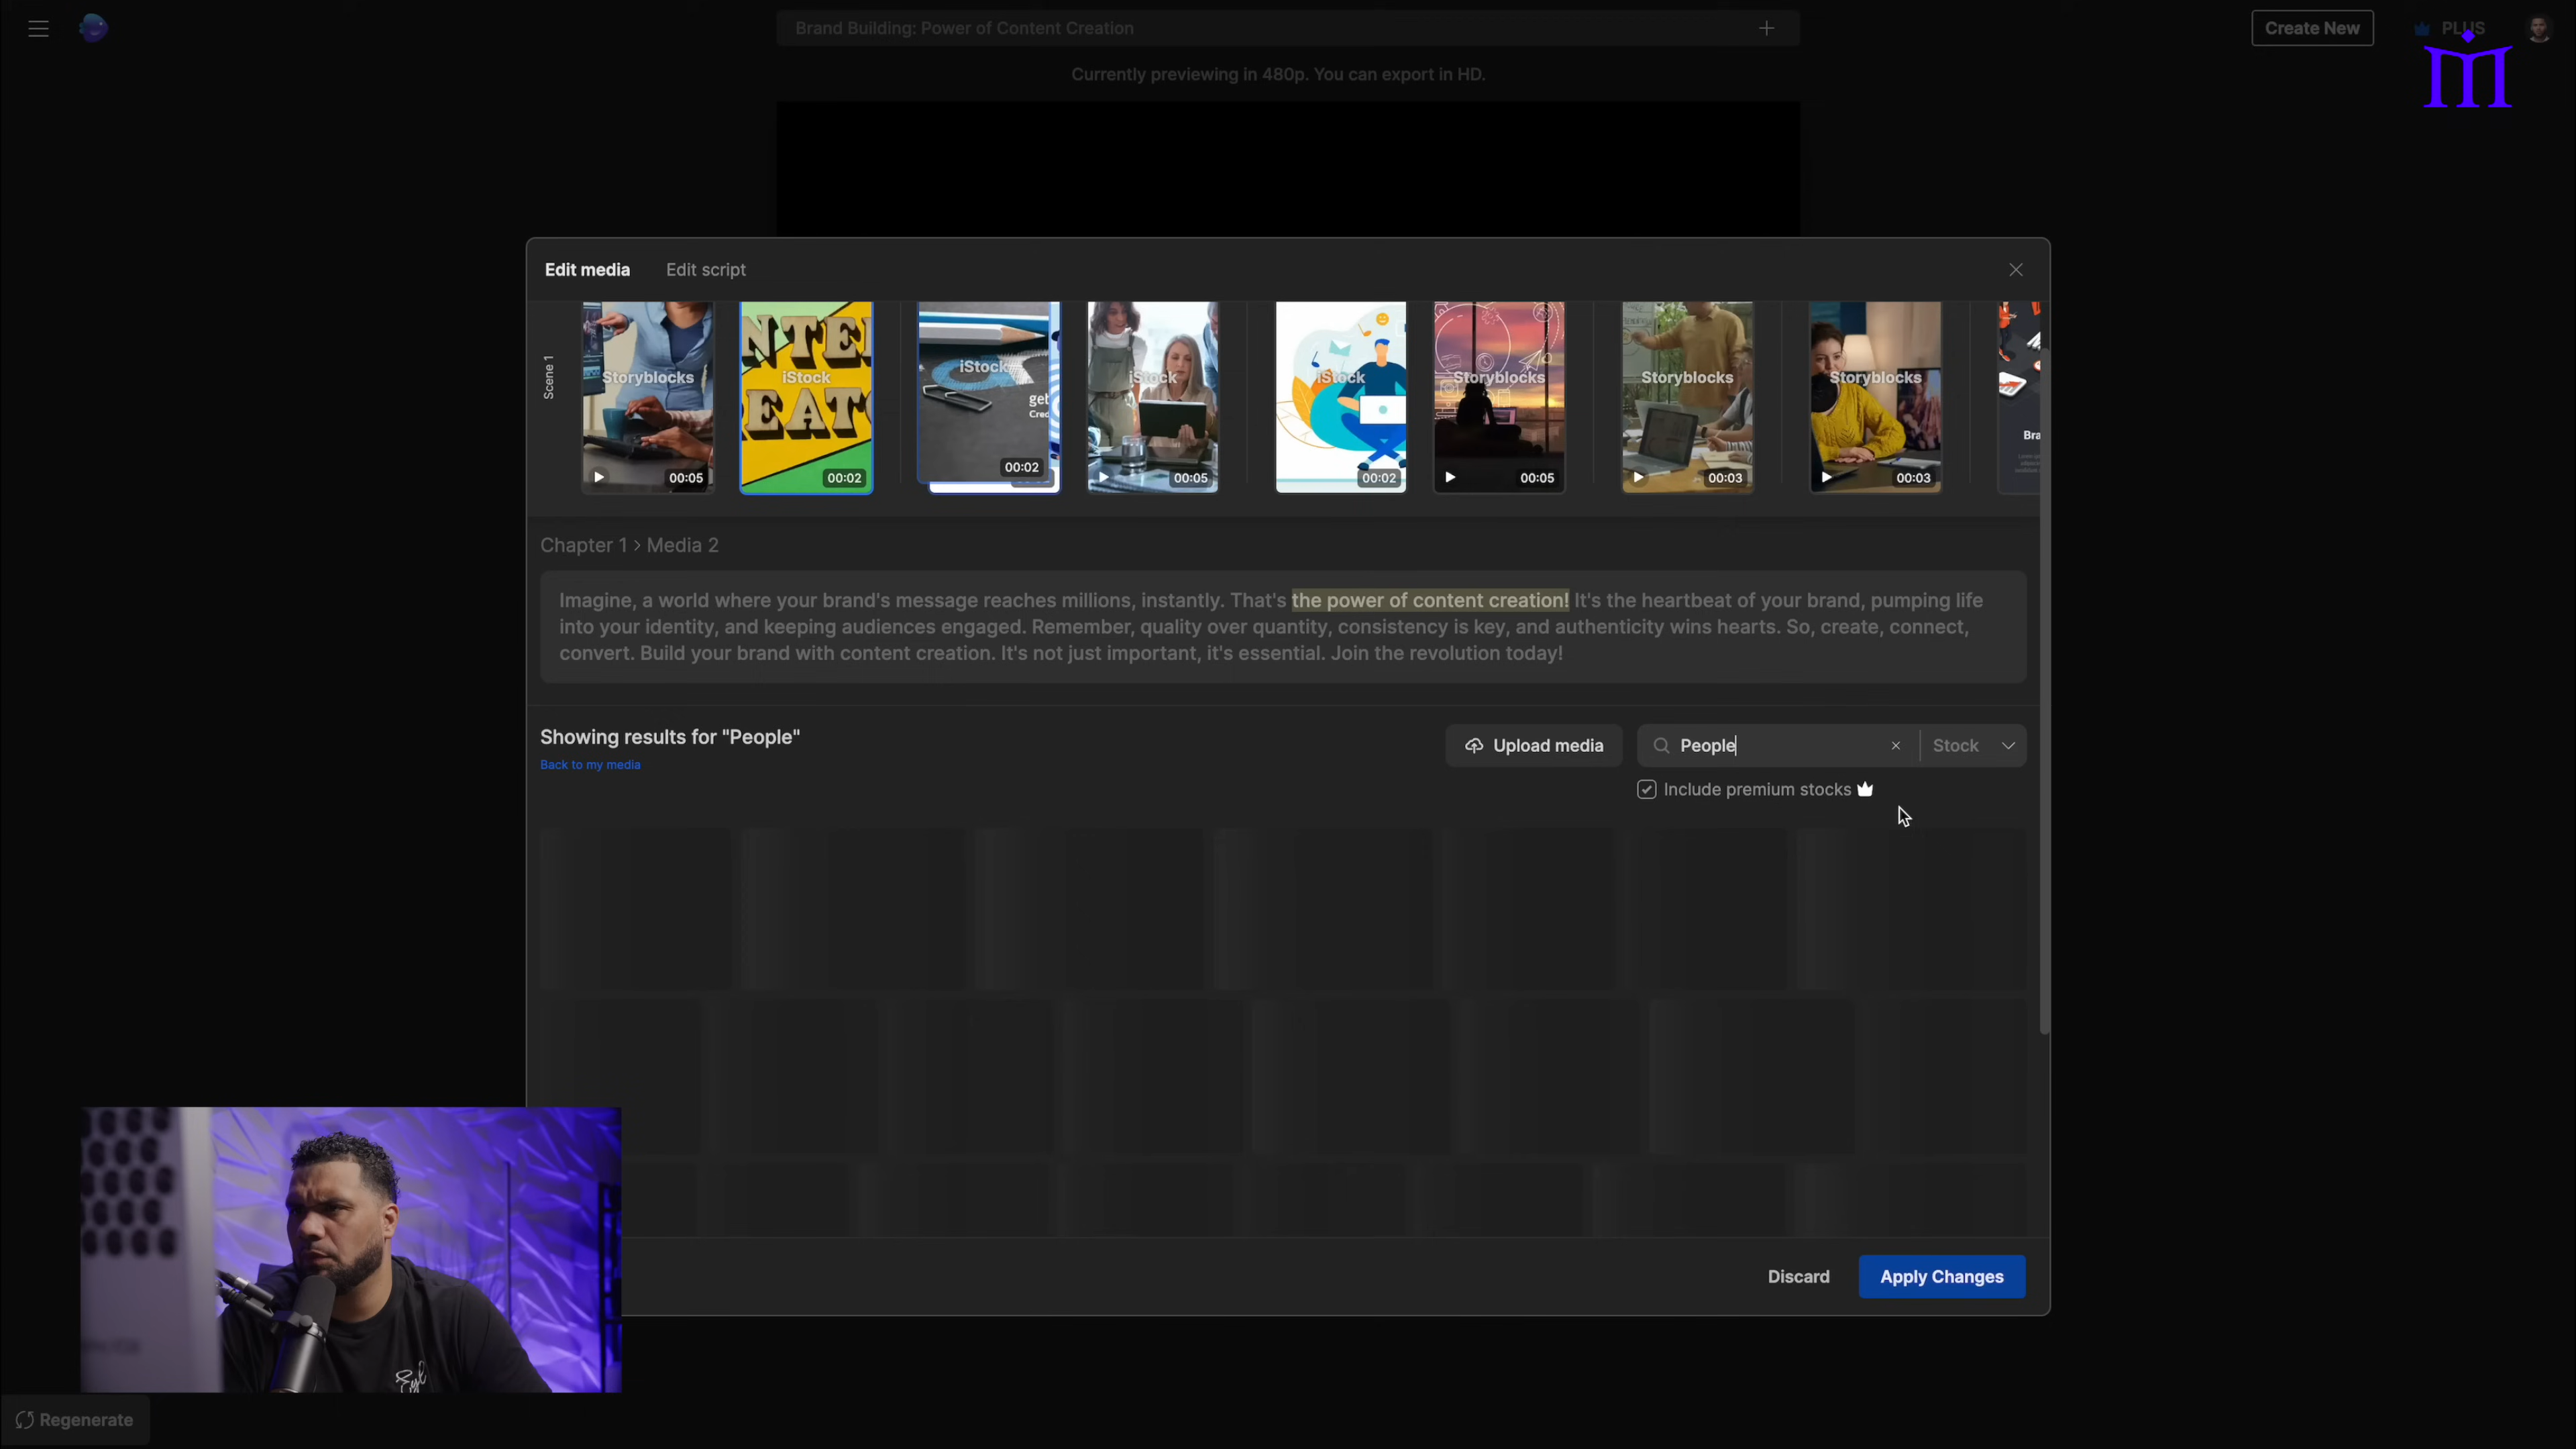 Brand Building: Power of Content Creation
Create New
PLUS
Currently previewing in 480p. You can export in HD.
Edit media
Edit script
Scene 1
Storyblocks
00:05
NTE
EAT
iStock
00:02
iStock
get
Cred
00:02
iStock
00:05
iStock
00:02
Storyblocks
00:05
Storyblocks
00:03
Storyblocks
00:03
Bra
Chapter 1 > Media 2
Imagine, a world where your brand's message reaches millions, instantly. That's the power of content creation! It's the heartbeat of your brand, pumping life
into your identity, and keeping audiences engaged. Remember, quality over quantity, consistency is key, and authenticity wins hearts. So, create, connect,
convert. Build your brand with content creation. It's not just important, it's essential. Join the revolution today!
Showing results for "People"
Back to my media
Upload media
People
Stock
Include premium stocks
Discard
Apply Changes
Regenerate